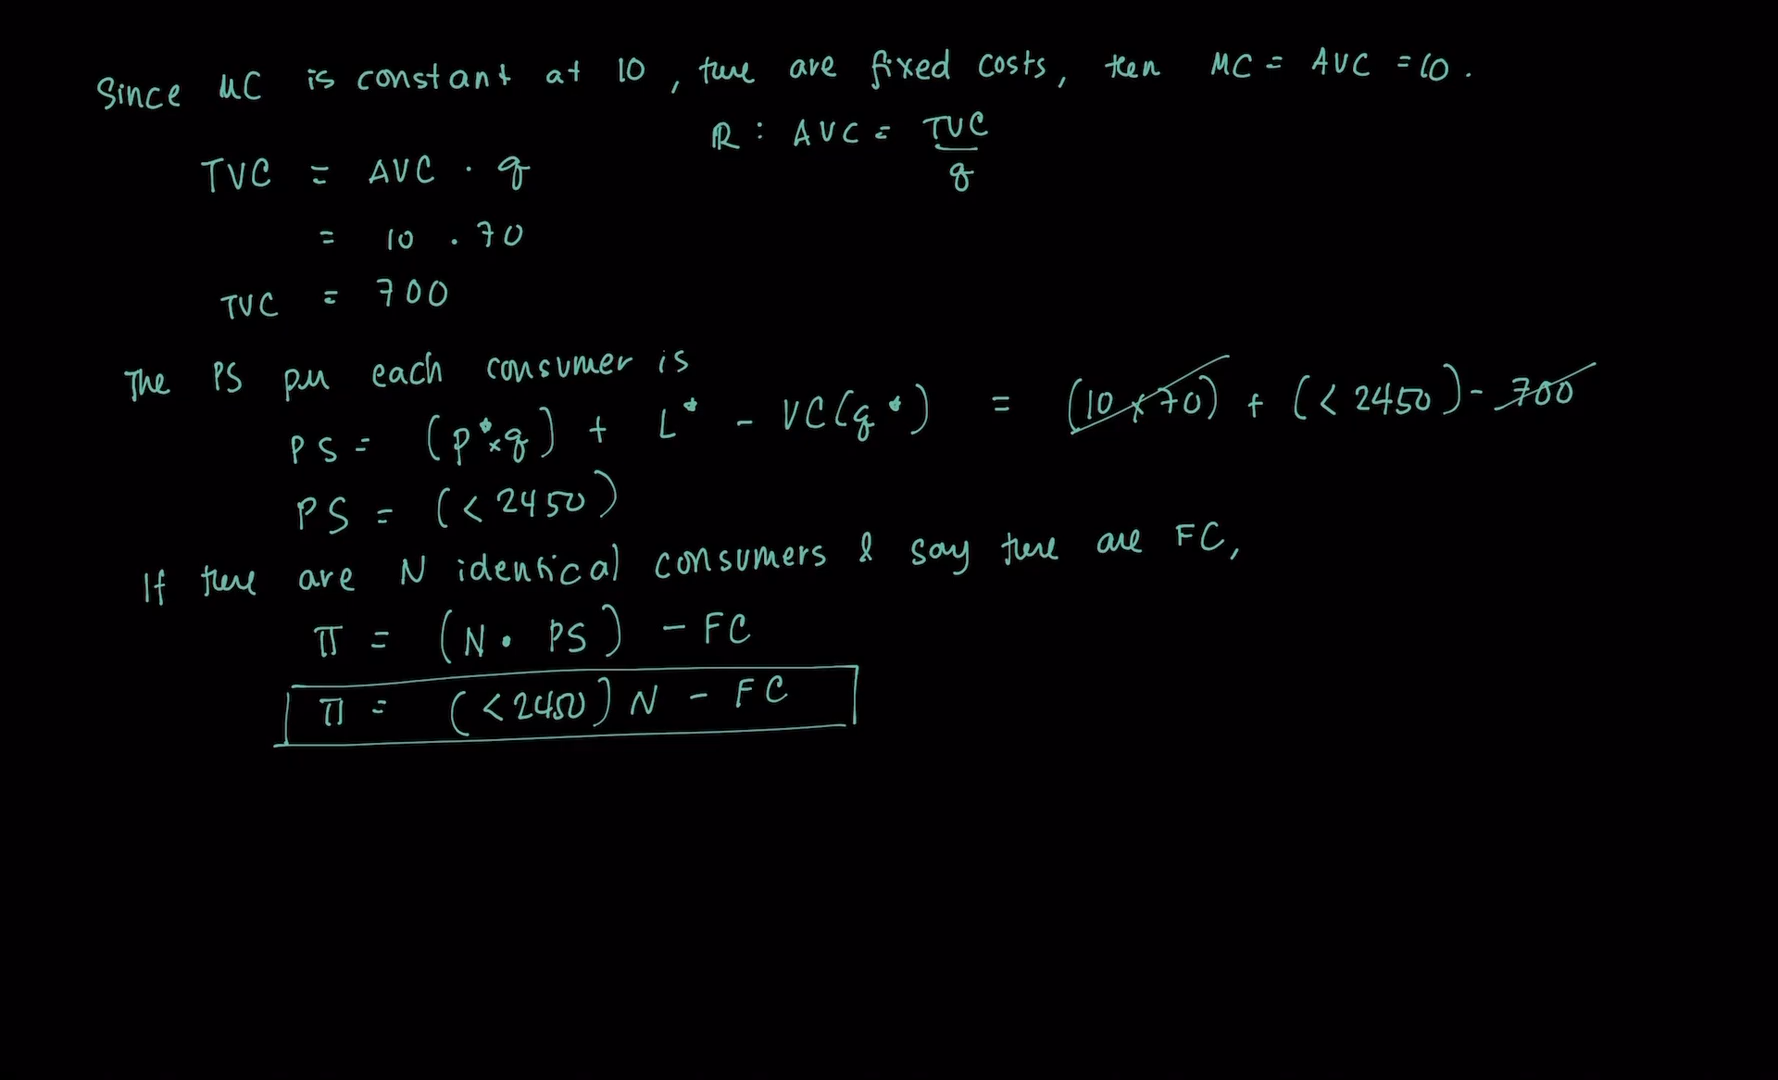 Since MC is constant at 10, there are fixed costs, then MC = AVC = 10.
R : AVC = TVC / q
TVC = AVC · q
= 10 . 70
TVC = 700
The PS per each consumer is
PS = (p* x q) + L* - VC(q*) = (10 x 70) + (< 2450) - 700
PS = (< 2450)
If there are N identical consumers & say there are FC,
π = (N · PS) - FC
π = (< 2450) N - FC